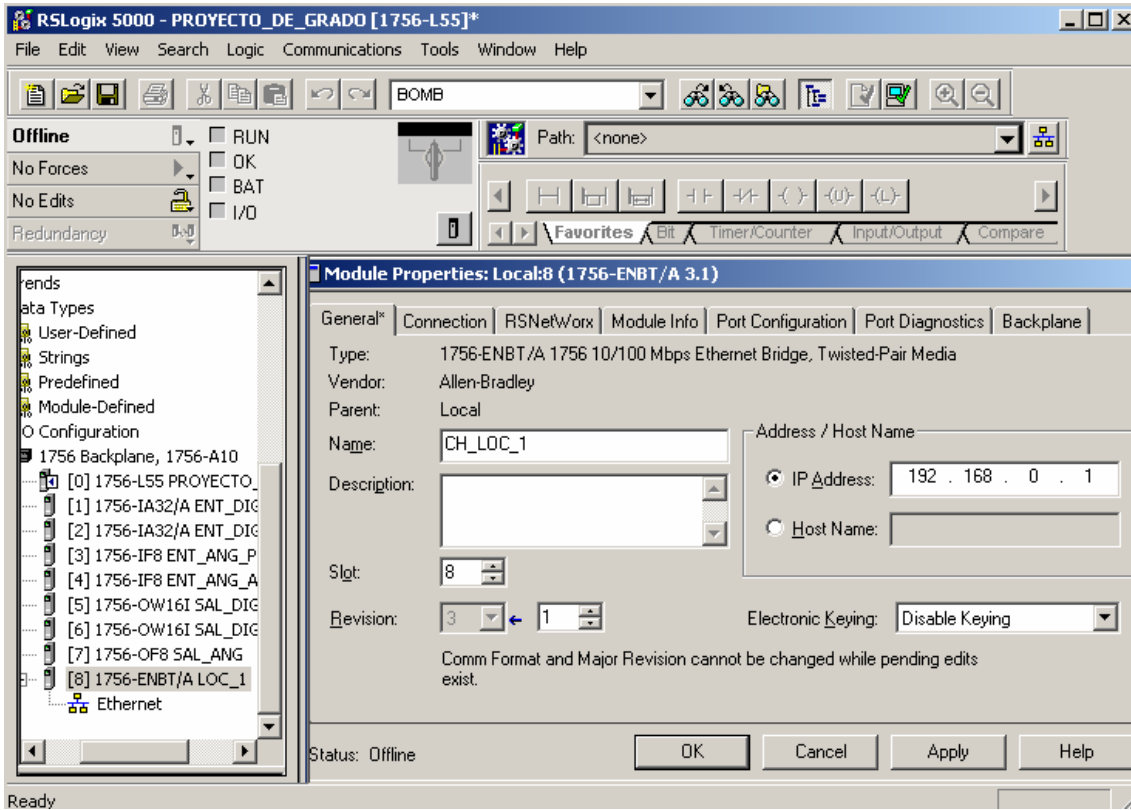 RSLogix 5000 - PROYECTO_DE_GRADO [1756-L55]*
File Edit View Search Logic Communications Tools Window Help
BOMB
Offline
RUN
No Forces
OK
No Edits
BAT
Redundancy
I/O
Path: <none>
Favorites Bit Timer/Counter Input/Output Compare
rends
ata Types
User-Defined
Strings
Predefined
Module-Defined
O Configuration
1756 Backplane, 1756-A10
[0] 1756-L55 PROYECTO_
[1] 1756-IA32/A ENT_DIG
[2] 1756-IA32/A ENT_DIG
[3] 1756-IF8 ENT_ANG_P
[4] 1756-IF8 ENT_ANG_A
[5] 1756-OW16I SAL_DIG
[6] 1756-OW16I SAL_DIG
[7] 1756-OF8 SAL_ANG
[8] 1756-ENBT/A LOC_1
Ethernet
Module Properties: Local:8 (1756-ENBT/A 3.1)
General* Connection RSNetWorx Module Info Port Configuration Port Diagnostics Backplane
Type: 1756-ENBT/A 1756 10/100 Mbps Ethernet Bridge, Twisted-Pair Media
Vendor: Allen-Bradley
Parent: Local
Name: CH_LOC_1
Description:
Slot: 8
Revision: 3 1
Address / Host Name
IP Address: 192 . 168 . 0 . 1
Host Name:
Electronic Keying: Disable Keying
Comm Format and Major Revision cannot be changed while pending edits
exist.
Status: Offline
OK Cancel Apply Help
Ready